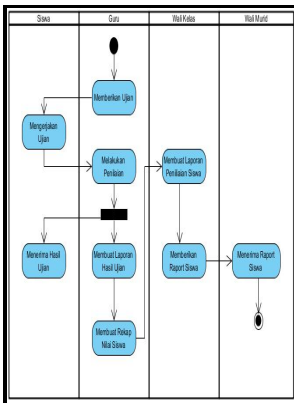 Siswa
Guru
Wali Kelas
Wali Murid
Memberikan Ujian
Mengerjakan
Ujian
Melakukan
Penilaian
Membuat Laporan
Penilaian Siswa
Menerima Hasil
Ujian
Membuat Laporan
Hasil Ujian
Memberikan
Raport Siswa
Menerima Raport
Siswa
Membuat Rekap
Nilai Siswa